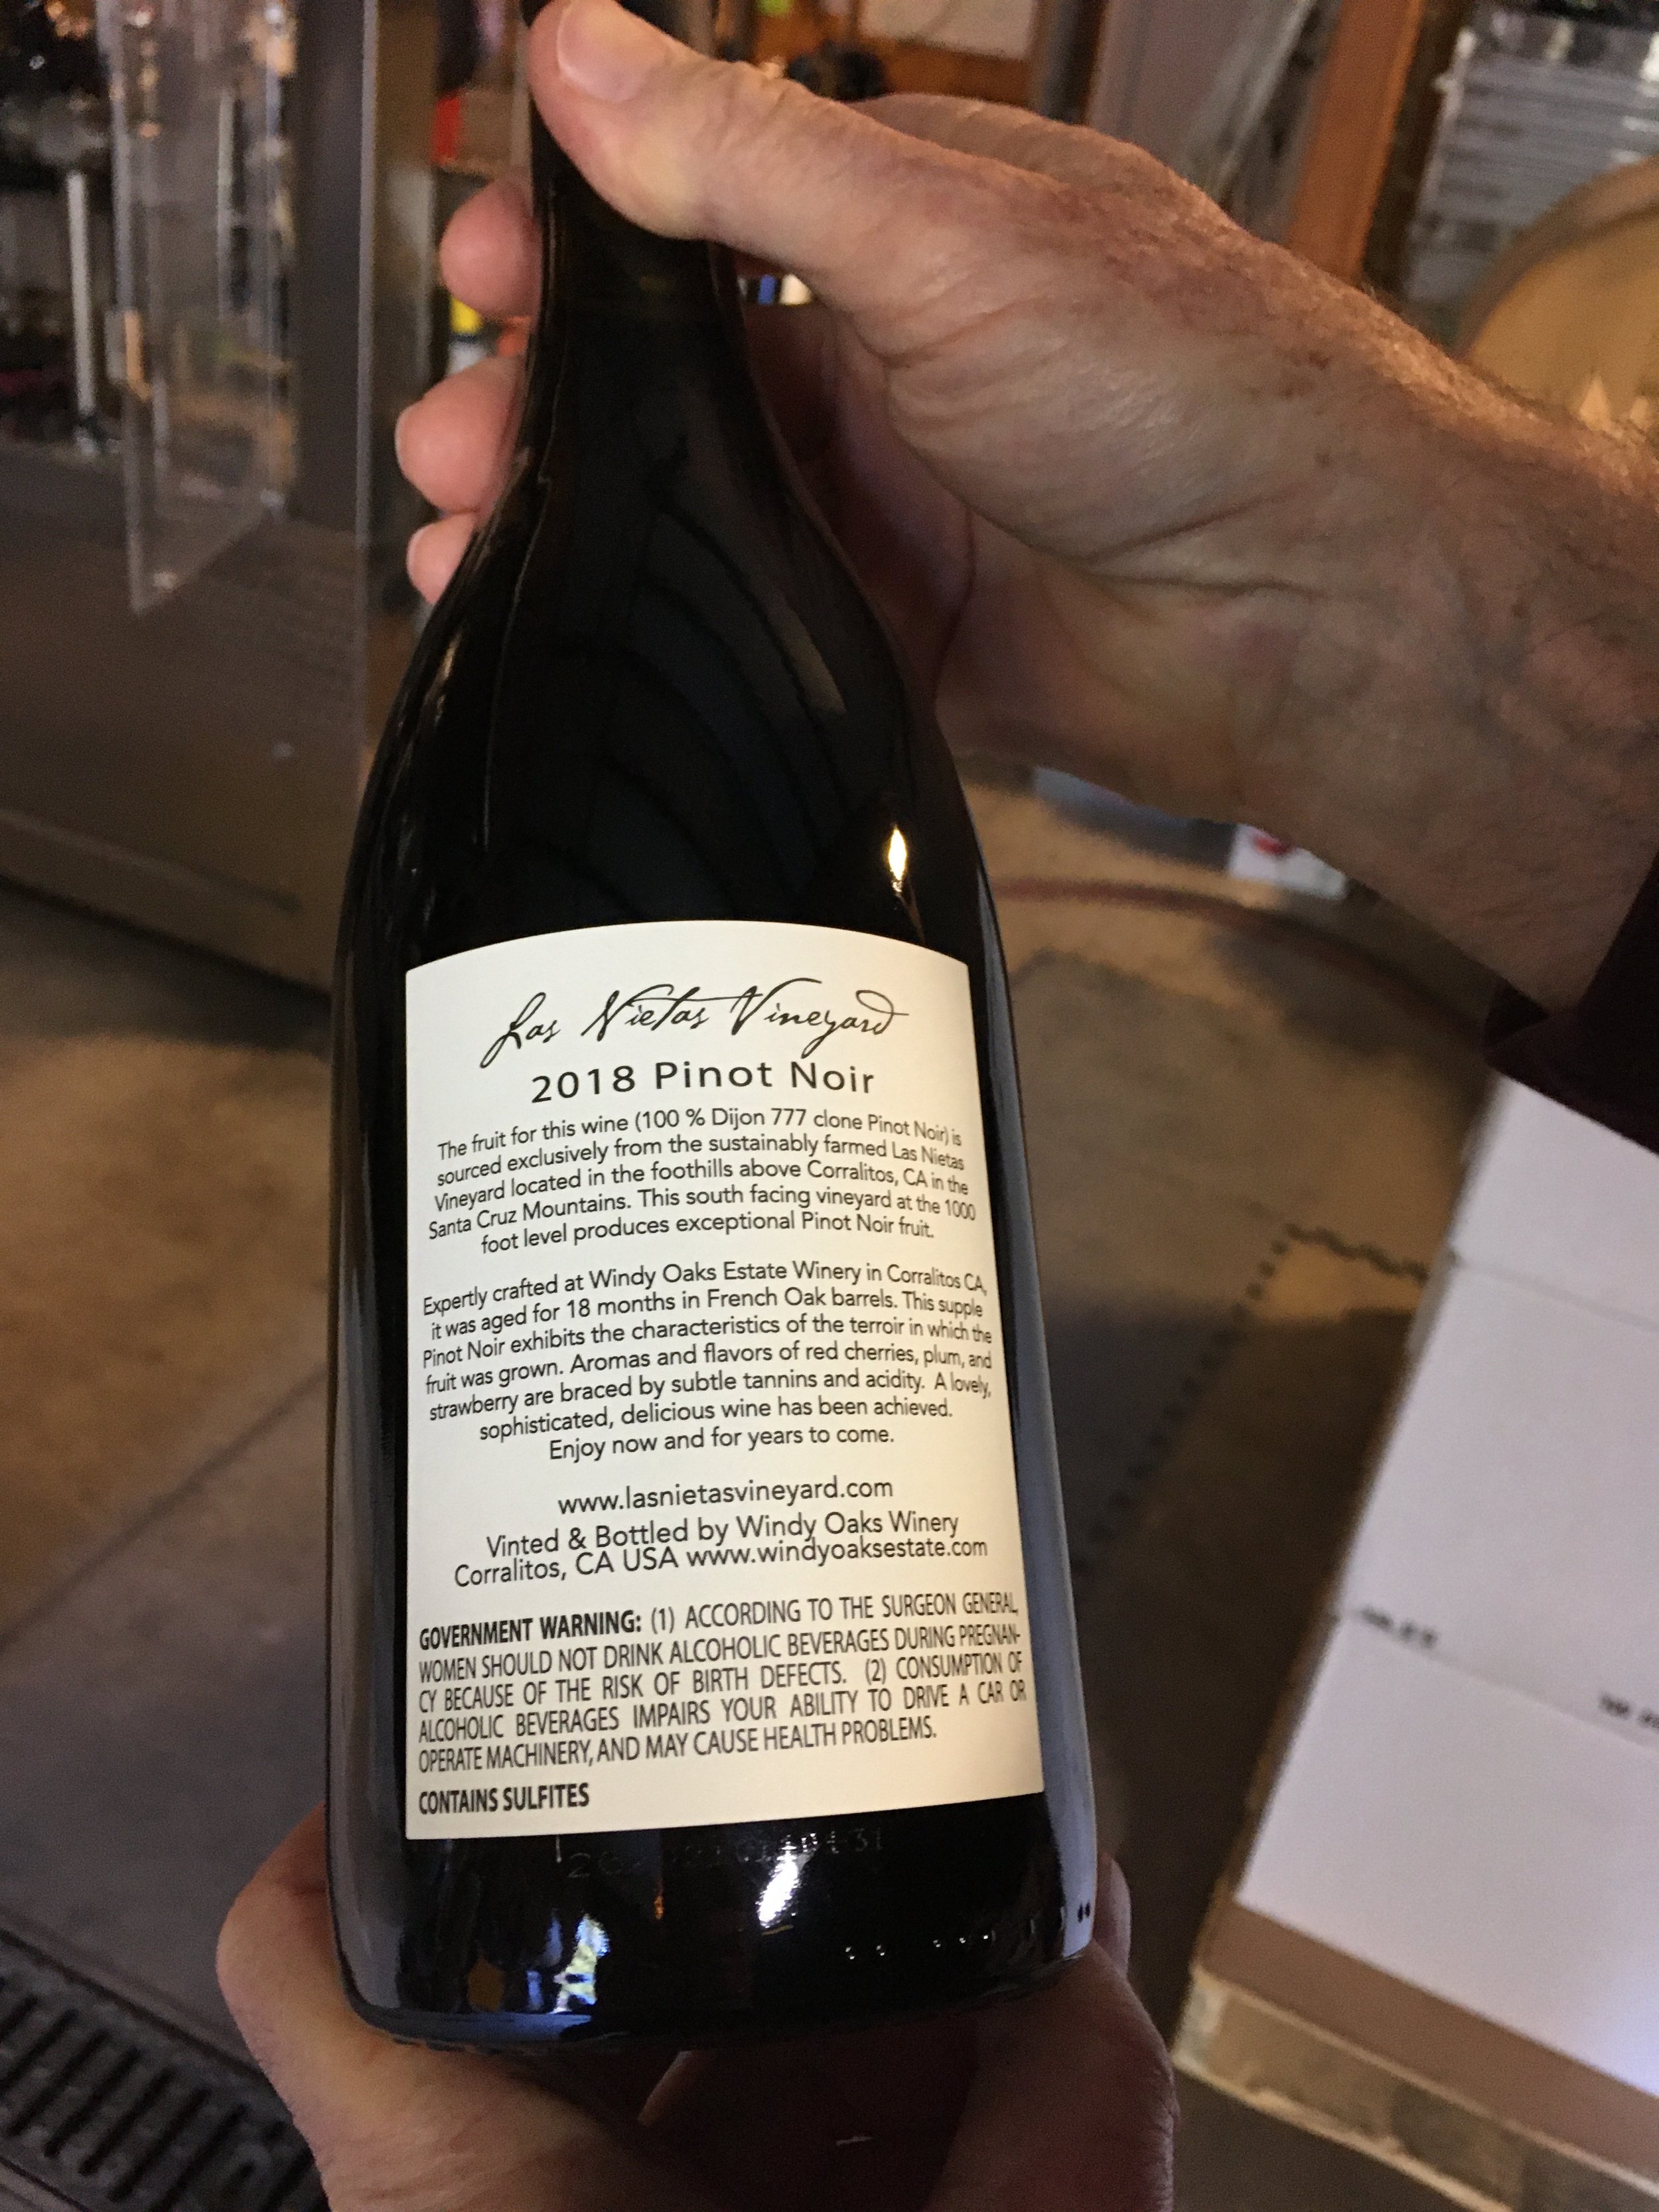 Las Nietas Vineyard
2018 Pinot Noir
The fruit for this wine (100 % Dijon 777 clone Pinot Noir) is
sourced exclusively from the sustainably farmed Las Nietas
Vineyard located in the foothills above Corralitos, CA in the
Santa Cruz Mountains. This south facing vineyard at the 1000
foot level produces exceptional Pinot Noir fruit.
Expertly crafted at Windy Oaks Estate Winery in Corralitos CA,
it was aged for 18 months in French Oak barrels. This supple
Pinot Noir exhibits the characteristics of the terroir in which the
fruit was grown. Aromas and flavors of red cherries, plum, and
strawberry are braced by subtle tannins and acidity. A lovely,
sophisticated, delicious wine has been achieved.
Enjoy now and for years to come.
www.lasnietasvineyard.com
Vinted & Bottled by Windy Oaks Winery
Corralitos, CA USA www.windyoaksestate.com
GOVERNMENT WARNING: (1) ACCORDING TO THE SURGEON GENERAL,
WOMEN SHOULD NOT DRINK ALCOHOLIC BEVERAGES DURING PREGNAN-
CY BECAUSE OF THE RISK OF BIRTH DEFECTS. (2) CONSUMPTION OF
ALCOHOLIC BEVERAGES IMPAIRS YOUR ABILITY TO DRIVE A CAR OR
OPERATE MACHINERY, AND MAY CAUSE HEALTH PROBLEMS.
CONTAINS SULFITES